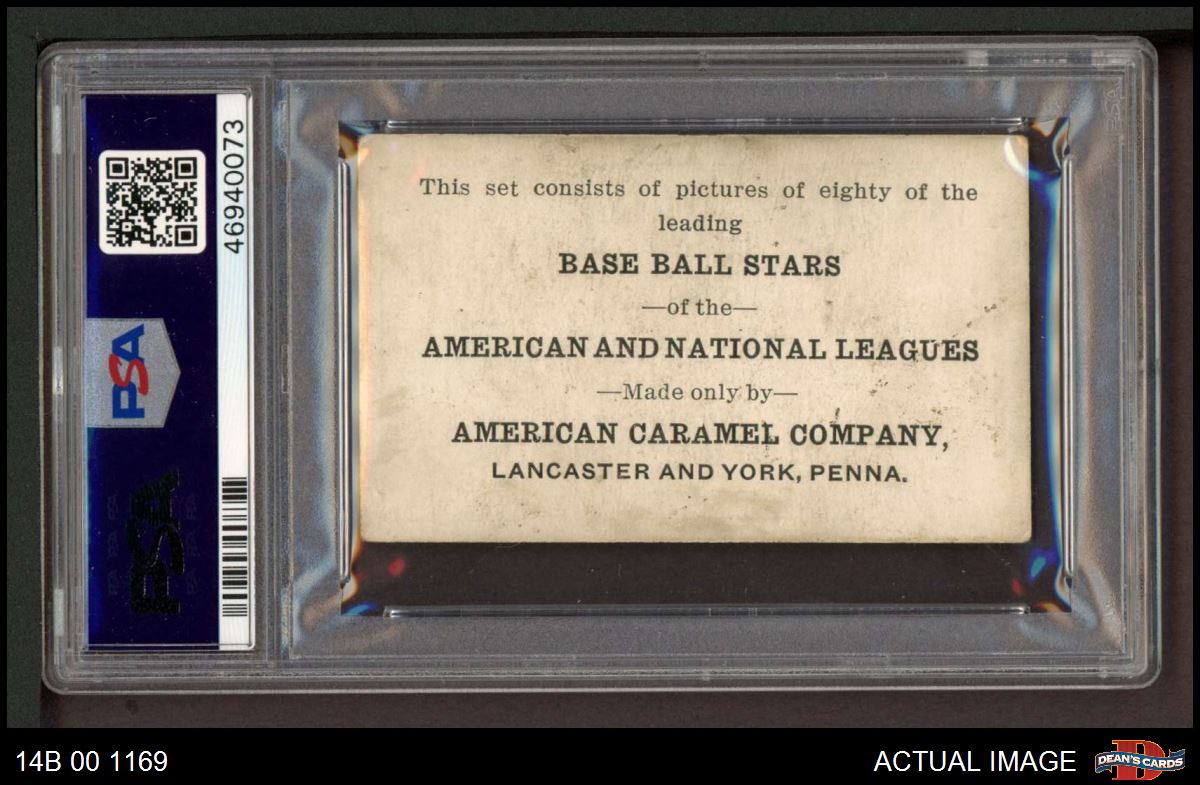 46940073
PSA
PSA
This set consists of pictures of eighty of the
leading
BASE BALL STARS
—of the—
AMERICAN AND NATIONAL LEAGUES
—Made only by—
AMERICAN CARAMEL COMPANY,
LANCASTER AND YORK, PENNA.
14B 00 1169
ACTUAL IMAGE
D
DEAN'S CARDS